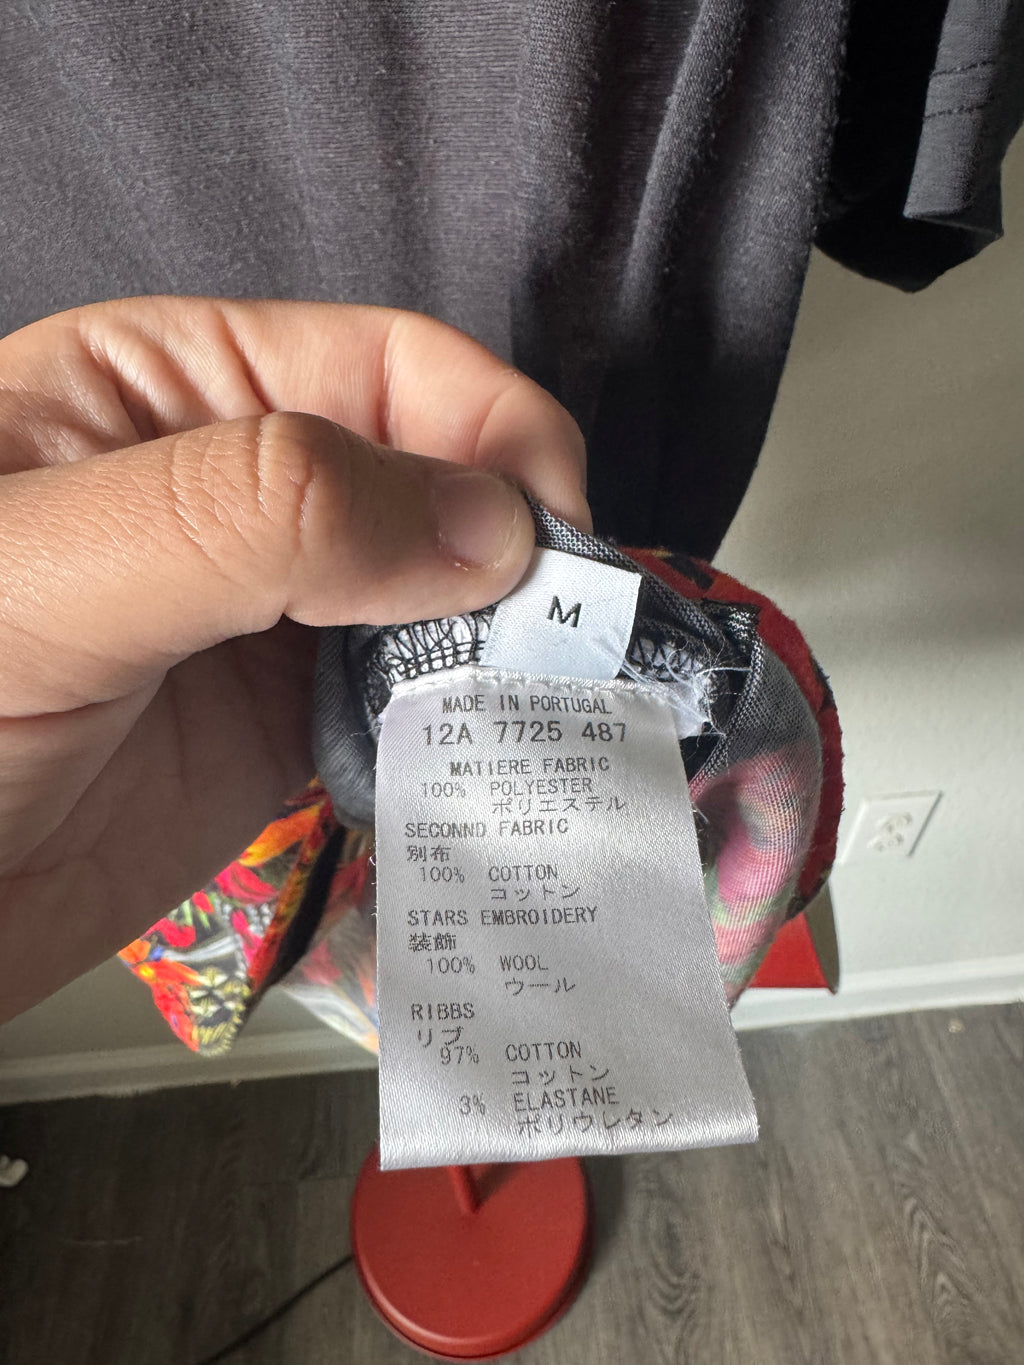 M
MADE IN PORTUGAL
12A 7725 487
MATIERE FABRIC
100% POLYESTER
ポリエステル
SECONND FABRIC
別布
100% COTTON
コットン
STARS EMBROIDERY
装飾
100% WOOL
ウール
RIBBS
リブ
97% COTTON
コットン
3% ELASTANE
ポリウレタン